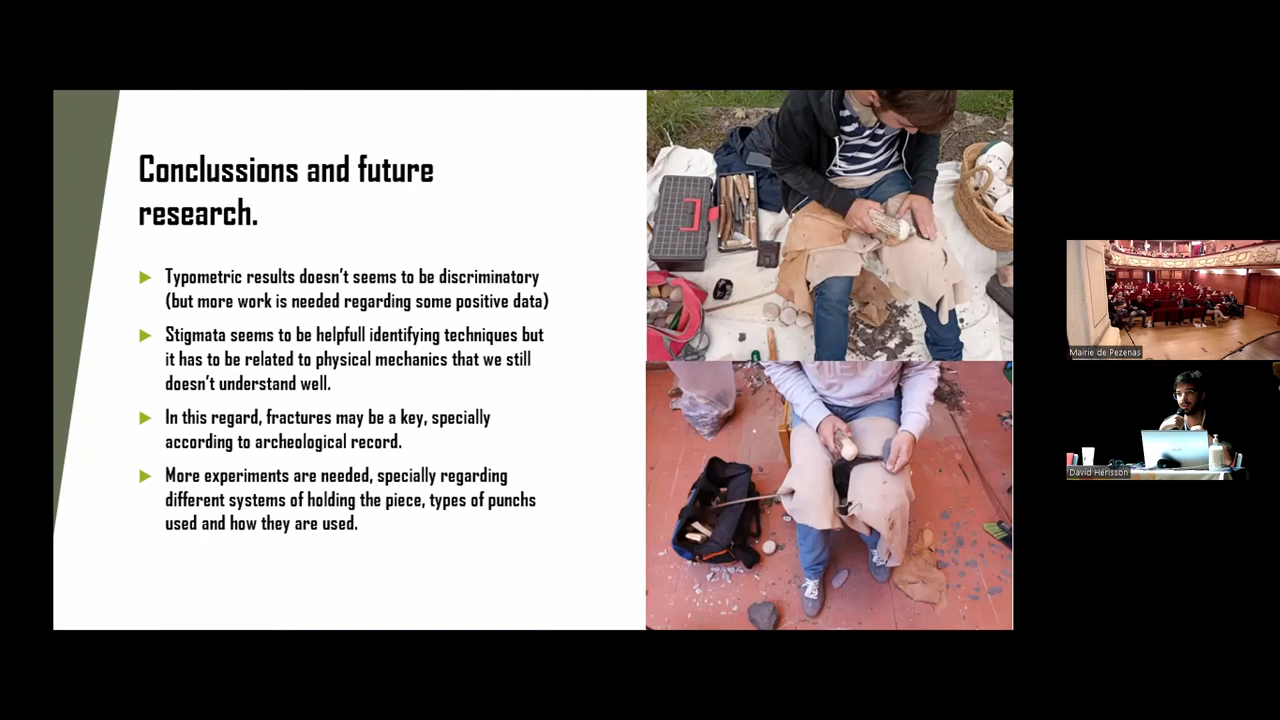 Conclussions and future
research.
Typometric results doesn't seems to be discriminatory
(but more work is needed regarding some positive data)
Stigmata seems to be helpfull identifying techniques but
it has to be related to physical mechanics that we still
doesn't understand well.
In this regard, fractures may be a key, specially
according to archeological record.
More experiments are needed, specially regarding
different systems of holding the piece, types of punchs
used and how they are used.
Mairie de Pezenas
David Hérisson